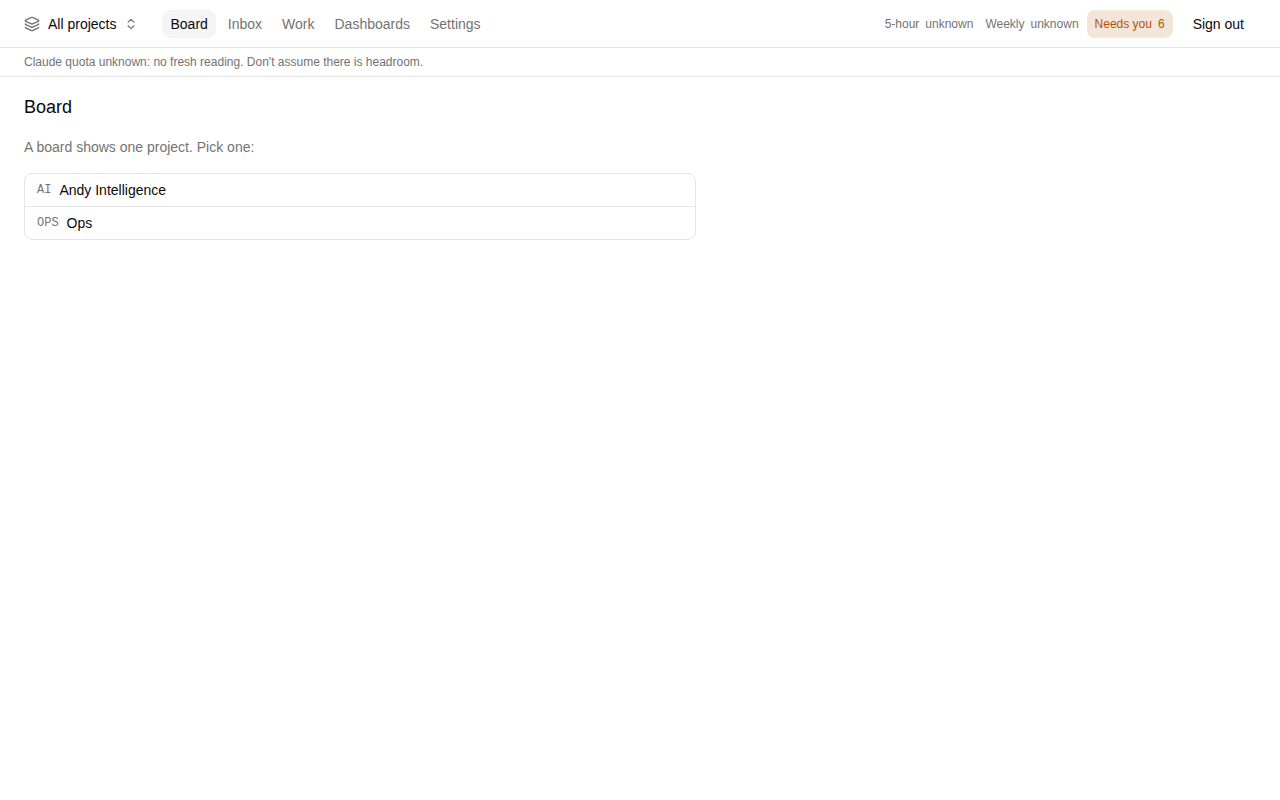 All projects Board Inbox Work Dashboards Settings 5-hour unknown Weekly unknown Needs you 6 Sign out
Claude quota unknown: no fresh reading. Don't assume there is headroom.
Board
A board shows one project. Pick one:
AI Andy Intelligence
OPS Ops